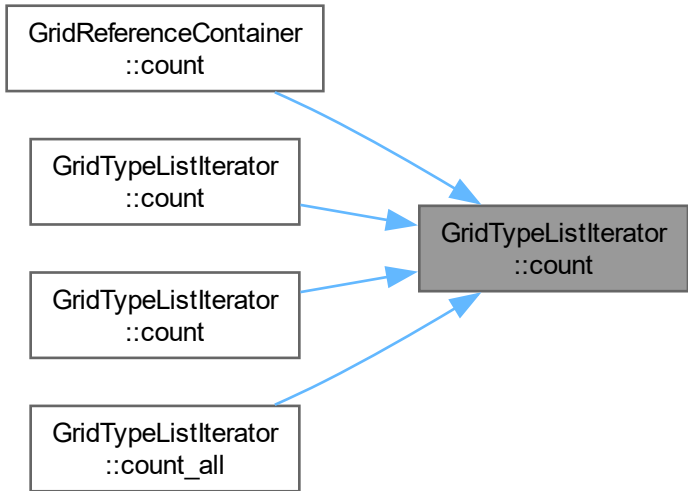 GridReferenceContainer
::count
GridTypeListIterator
::count
GridTypeListIterator
::count
GridTypeListIterator
::count
GridTypeListIterator
::count_all